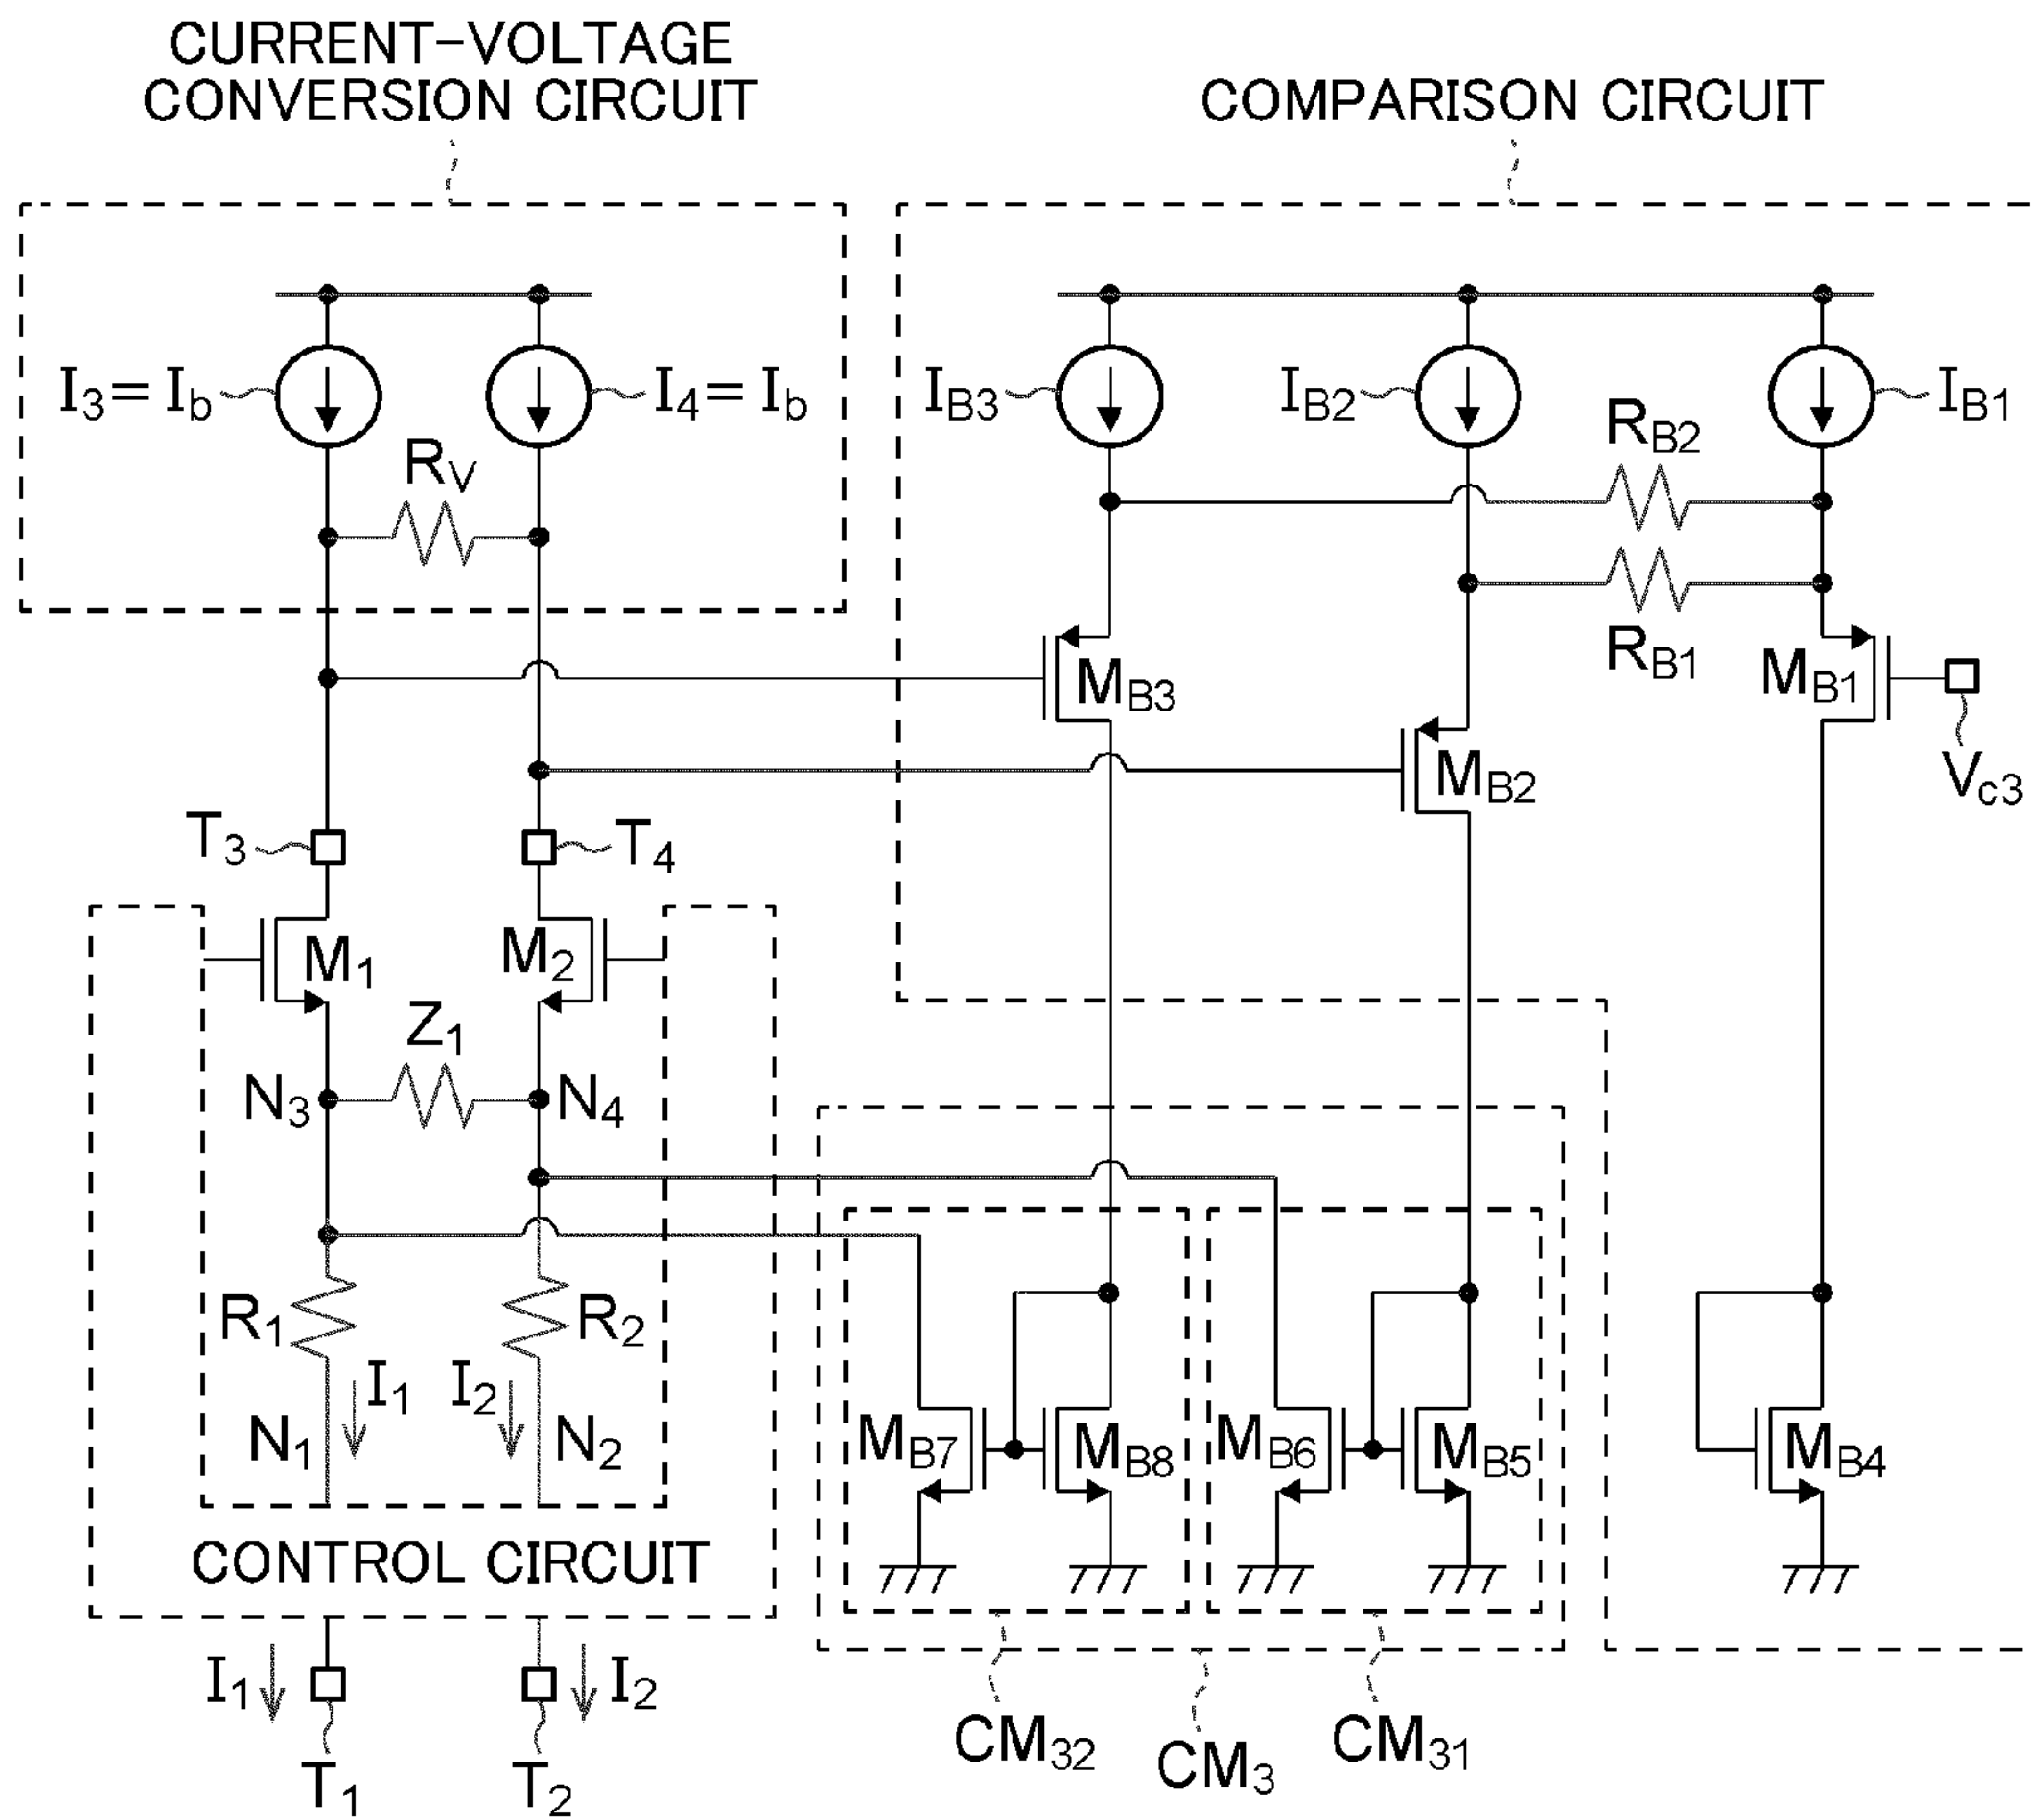 CURRENT-VOLTAGE
CONVERSION CIRCUIT
COMPARISON CIRCUIT
I3= Ib
I4= Ib
IB3
IB2
IB1
RV
RB2
RB1
MB3
MB1
MB2
Vc3
T3
T4
M1
M2
Z1
N3
N4
R1
R2
I1
I2
N1
N2
MB7
MB8
MB6
MB5
MB4
CONTROL CIRCUIT
I1
I2
CM32
CM3
CM31
T1
T2